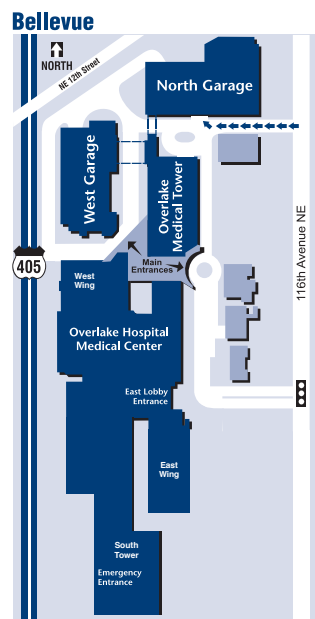 Bellevue
NORTH
NE 12th Street
North Garage
West Garage
Overlake
Medical Tower
116th Avenue NE
Main
Entrances
405
West
Wing
Overlake Hospital
Medical Center
East Lobby
Entrance
East
Wing
South
Tower
Emergency
Entrance